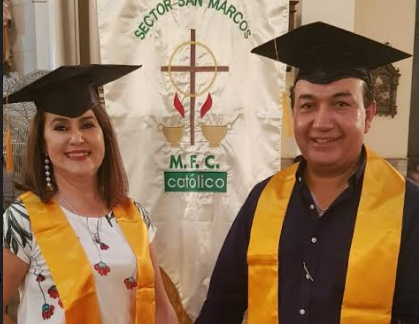 SECTOR SAN MARCOS
M.F.C.
católico